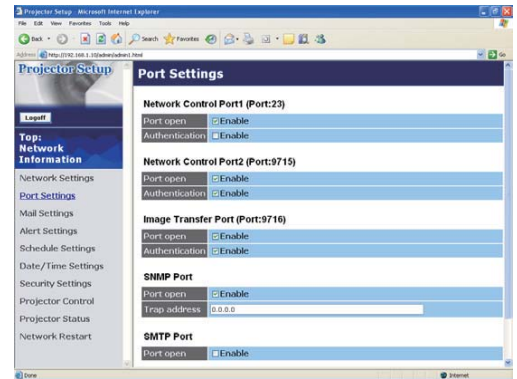 Projector Setup - Microsoft Internet Explorer
File Edit View Favorites Tools Help
Back Search Favorites
Address http://192.168.1.10/admin/admin1.html Go
Projector Setup
Logoff
Top:
Network
Information
Network Settings
Port Settings
Mail Settings
Alert Settings
Schedule Settings
Date/Time Settings
Security Settings
Projector Control
Projector Status
Network Restart
Port Settings
Network Control Port1 (Port:23)
Port open Enable
Authentication Enable
Network Control Port2 (Port:9715)
Port open Enable
Authentication Enable
Image Transfer Port (Port:9716)
Port open Enable
Authentication Enable
SNMP Port
Port open Enable
Trap address 0.0.0.0
SMTP Port
Port open Enable
Done Internet